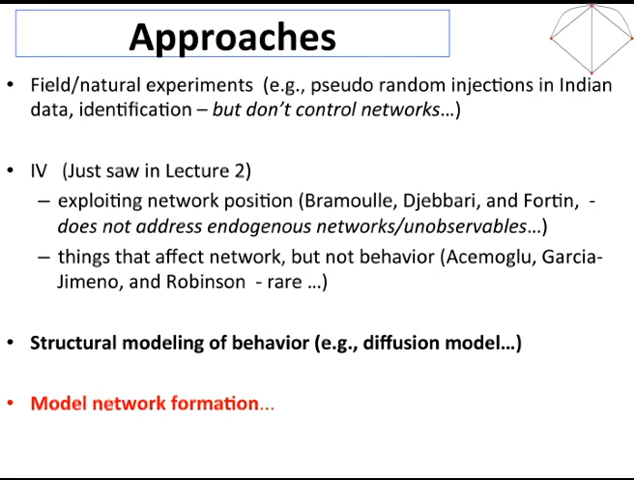 Approaches
• Field/natural experiments (e.g., pseudo random injections in Indian
data, identification – but don't control networks…)
• IV (Just saw in Lecture 2)
– exploiting network position (Bramoulle, Djebbari, and Fortin, -
does not address endogenous networks/unobservables…)
– things that affect network, but not behavior (Acemoglu, Garcia-
Jimeno, and Robinson - rare …)
• Structural modeling of behavior (e.g., diffusion model…)
• Model network formation…